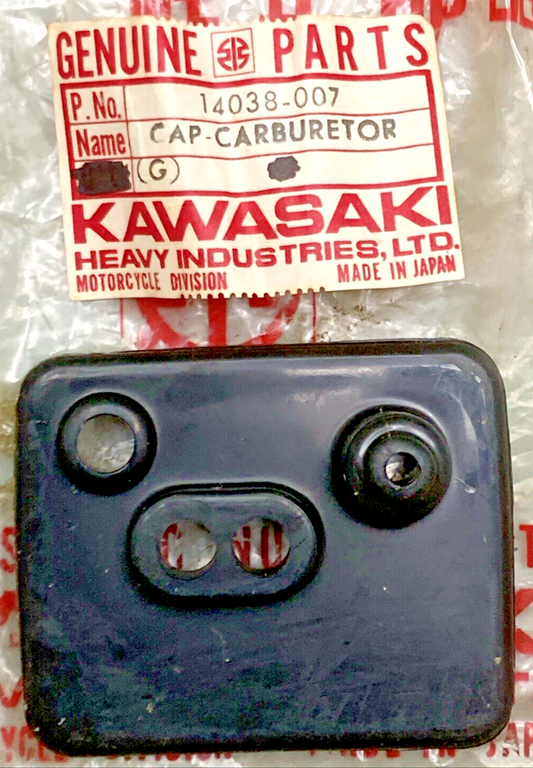 GENUINE PARTS
P.No. 14038-007
Name CAP-CARBURETOR
(G)
KAWASAKI
HEAVY INDUSTRIES, LTD.
MOTORCYCLE DIVISION MADE IN JAPAN